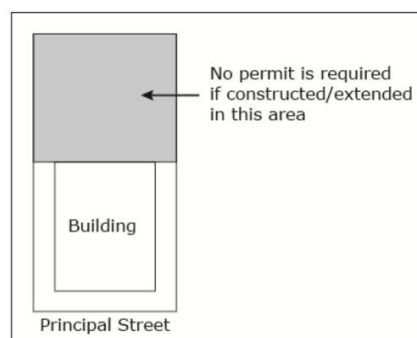 No permit is required
if constructed/extended
in this area
Building
Principal Street